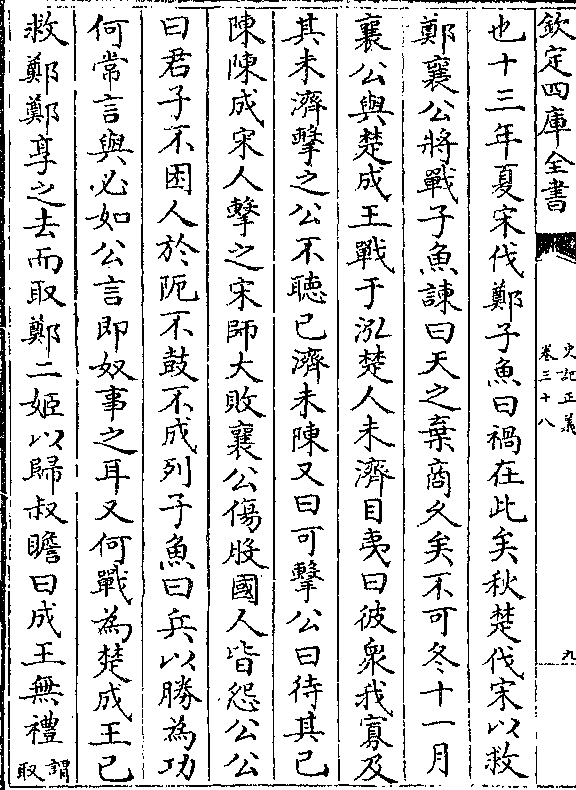 欽定四庫全書
史記正義
卷三十八
九
也十三年夏宋伐鄭子魚曰禍在此矣秋楚伐宋以救
鄭襄公將戰子魚諫曰天之棄商久矣不可冬十一月
襄公與楚成王戰于泓楚人未濟目夷曰彼衆我寡及
其未濟擊之公不聽已濟未陳又曰可擊公曰待其已
陳陳成宋人擊之宋師大敗襄公傷股國人皆怨公公
曰君子不困人於阨不鼓不成列子魚曰兵以勝為功
何常言與必如公言即奴事之耳又何戰為楚成王已
救鄭鄭享之去而取鄭二姬以歸叔瞻曰成王無禮謂取